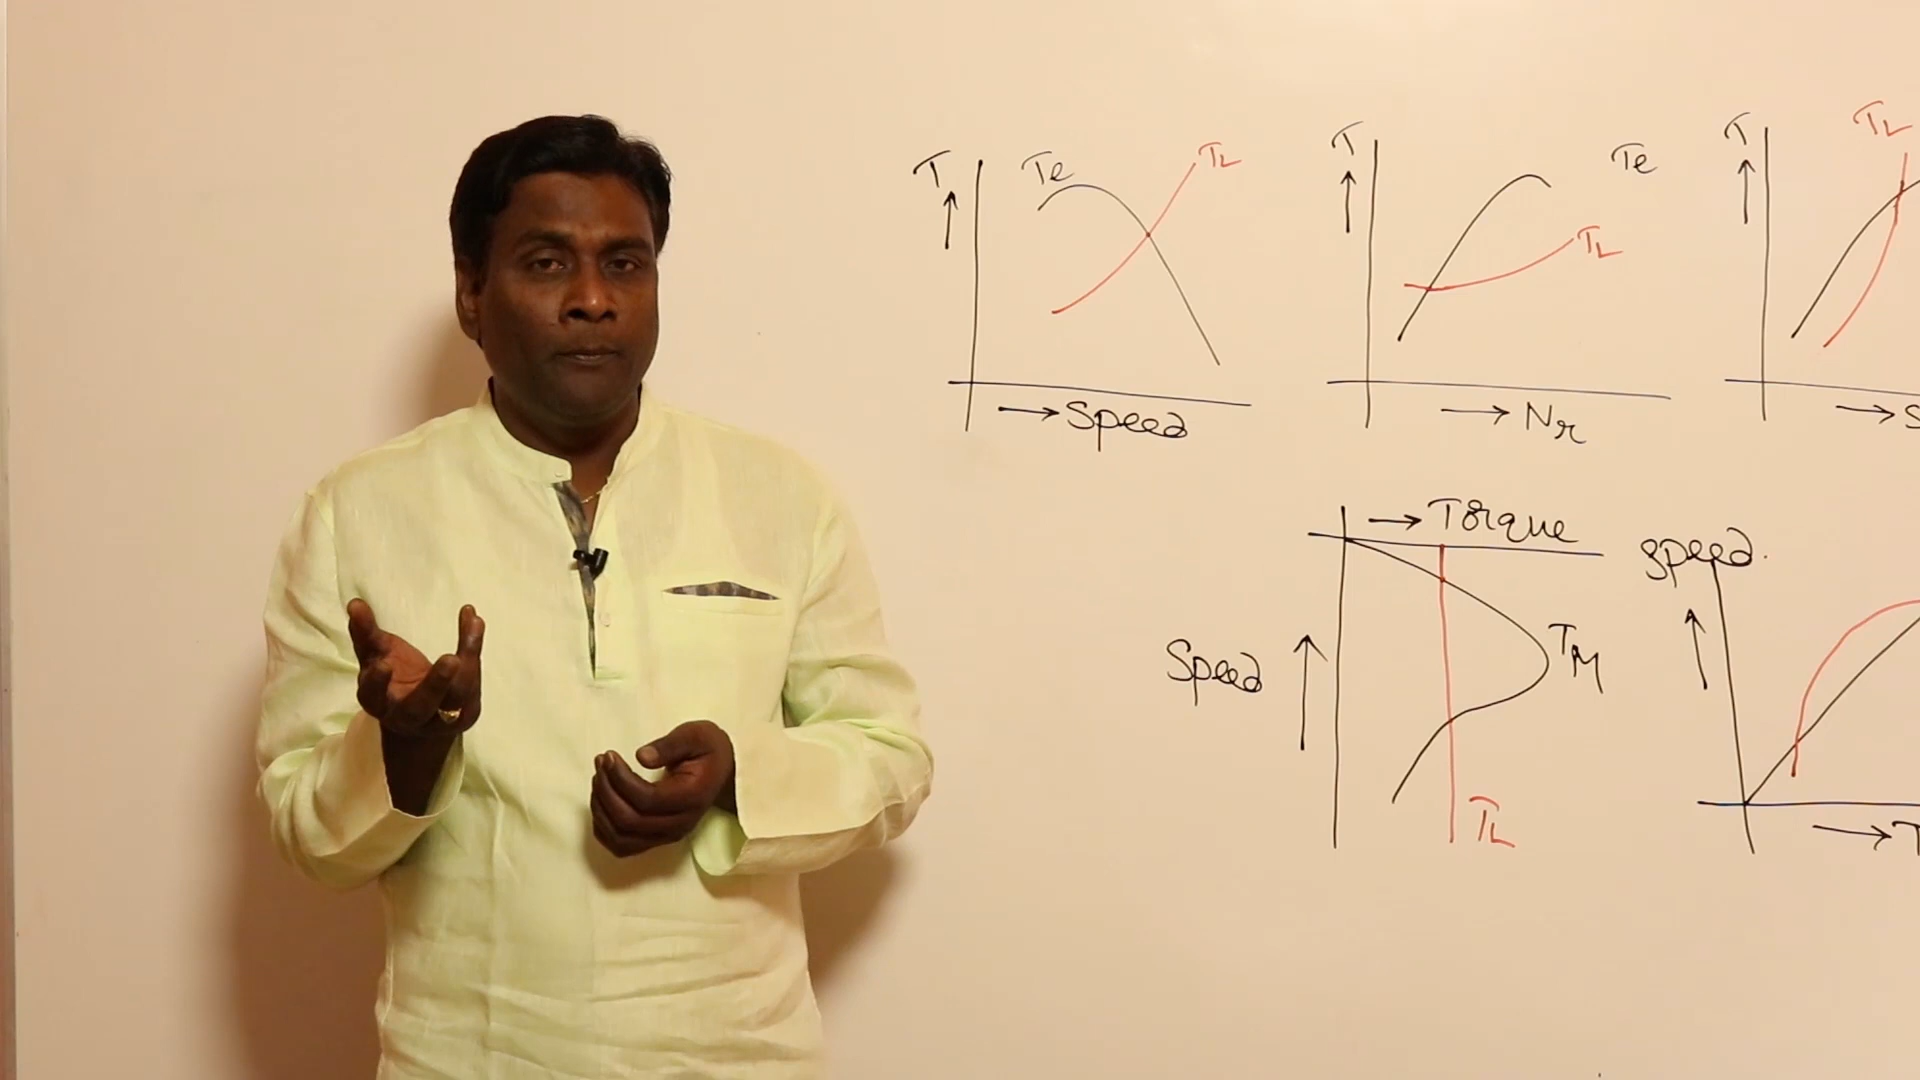 T
Te
TL
→ Speed
T
Te
TL
→ Nr
T
TL
→ S
→ Torque
Speed
TM
TL
speed.
→ T